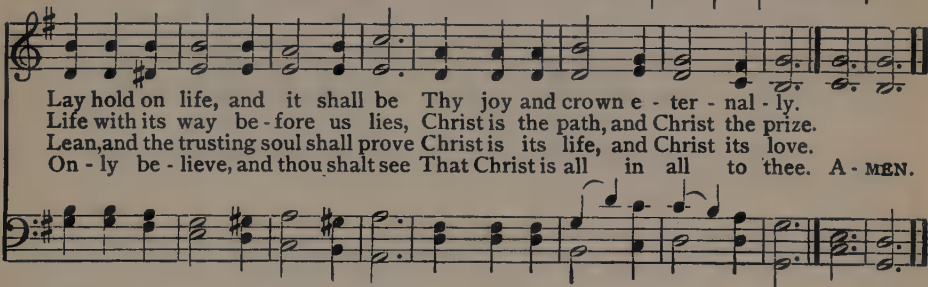 Lay hold on life, and it shall be Thy joy and crown e - ter - nal - ly.
Life with its way be - fore us lies, Christ is the path, and Christ the prize.
Lean, and the trusting soul shall prove Christ is its life, and Christ its love.
On - ly be - lieve, and thou shalt see That Christ is all in all to thee. A - MEN.